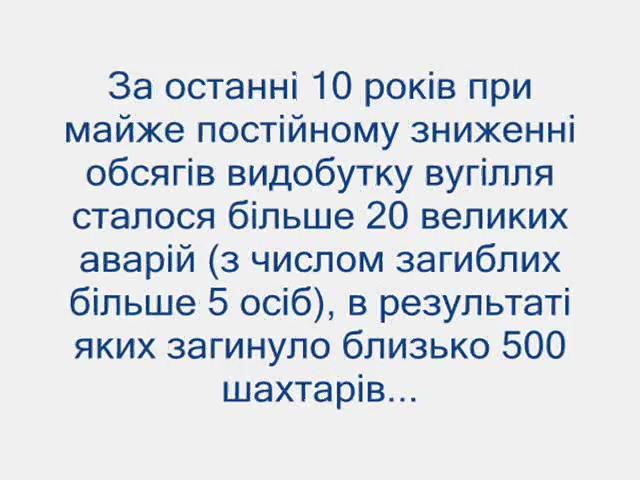 За останні 10 років при
майже постійному зниженні
обсягів видобутку вугілля
сталося більше 20 великих
аварій (з числом загиблих
більше 5 осіб), в результаті
яких загинуло близько 500
шахтарів...